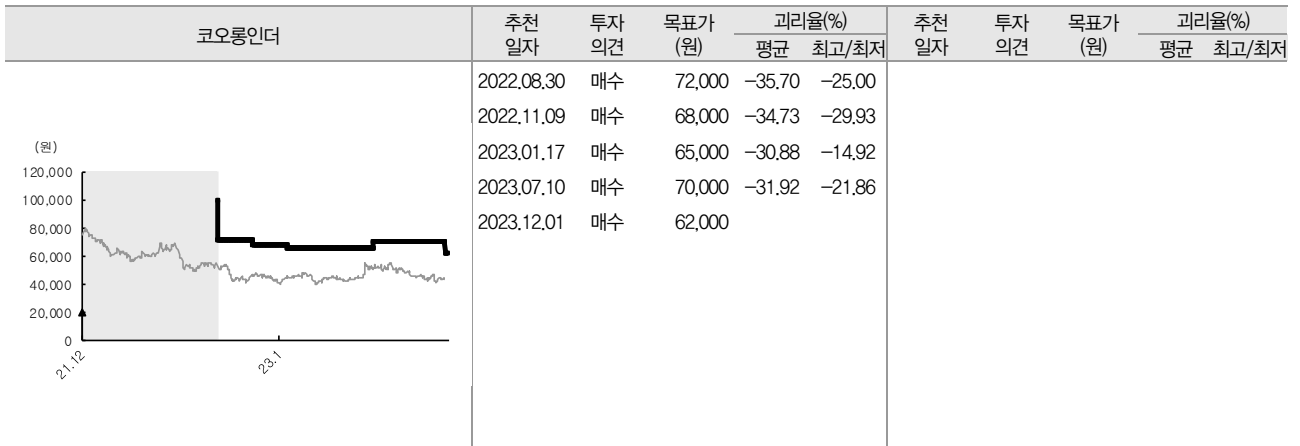 코오롱인더
추천 투자 목표가 괴리율(%) 추천 투자 목표가 괴리율(%)
일자 의견 (원) 평균 최고/최저 일자 의견 (원) 평균 최고/최저
2022.08.30 매수 72,000 -35.70 -25.00
2022.11.09 매수 68,000 -34.73 -29.93
2023.01.17 매수 65,000 -30.88 -14.92
2023.07.10 매수 70,000 -31.92 -21.86
2023.12.01 매수 62,000
(원)
120,000
100,000
80,000
60,000
40,000
20,000
0
21.12 23.1